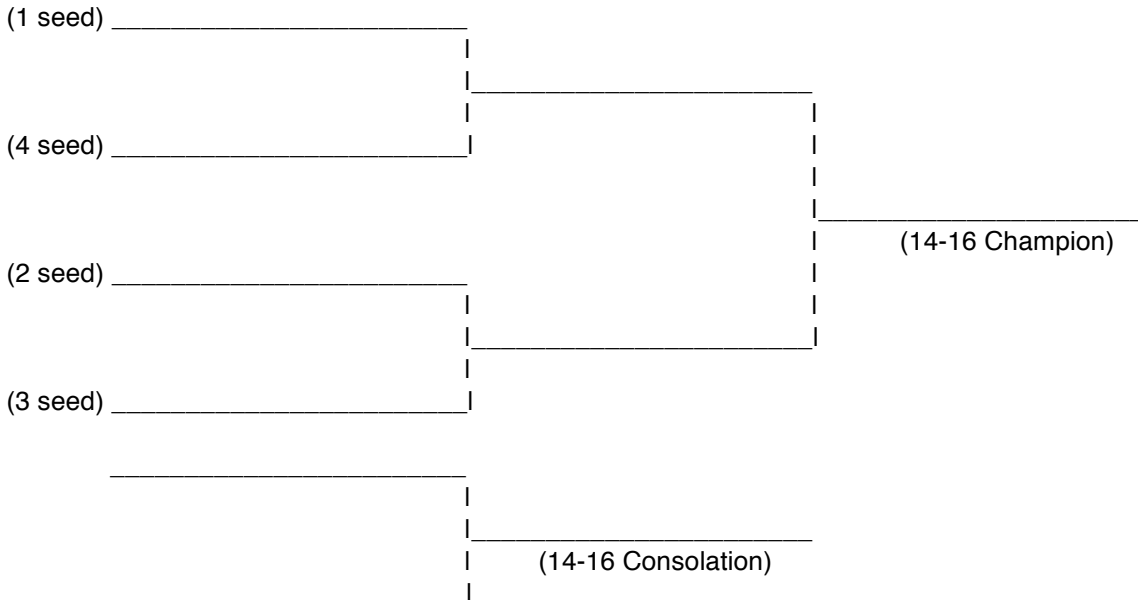 (1 seed)
(4 seed)
(14-16 Champion)
(2 seed)
(3 seed)
(14-16 Consolation)